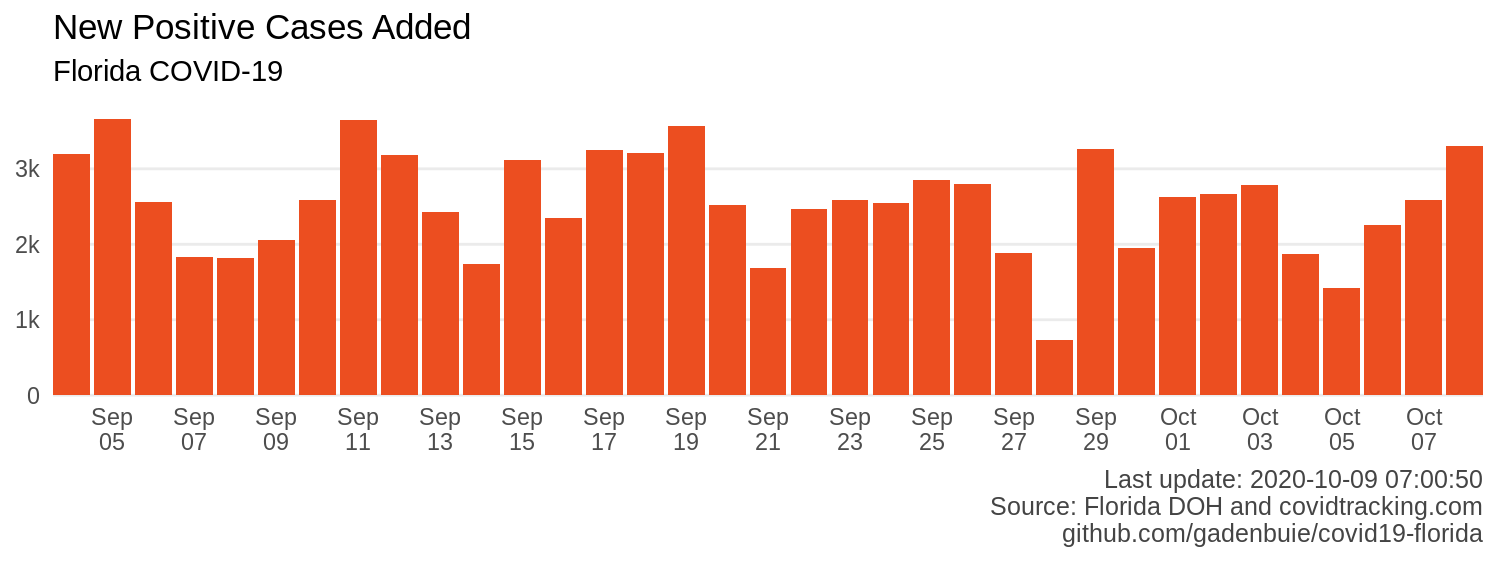 New Positive Cases Added
Florida COVID-19
3k
2k
1k
0
Sep Sep Sep Sep Sep Sep Sep Sep Sep Sep Sep Sep Sep Oct Oct Oct Oct
05 07 09 11 13 15 17 19 21 23 25 27 29 01 03 05 07
Last update: 2020-10-09 07:00:50
Source: Florida DOH and covidtracking.com
github.com/gadenbuie/covid19-florida